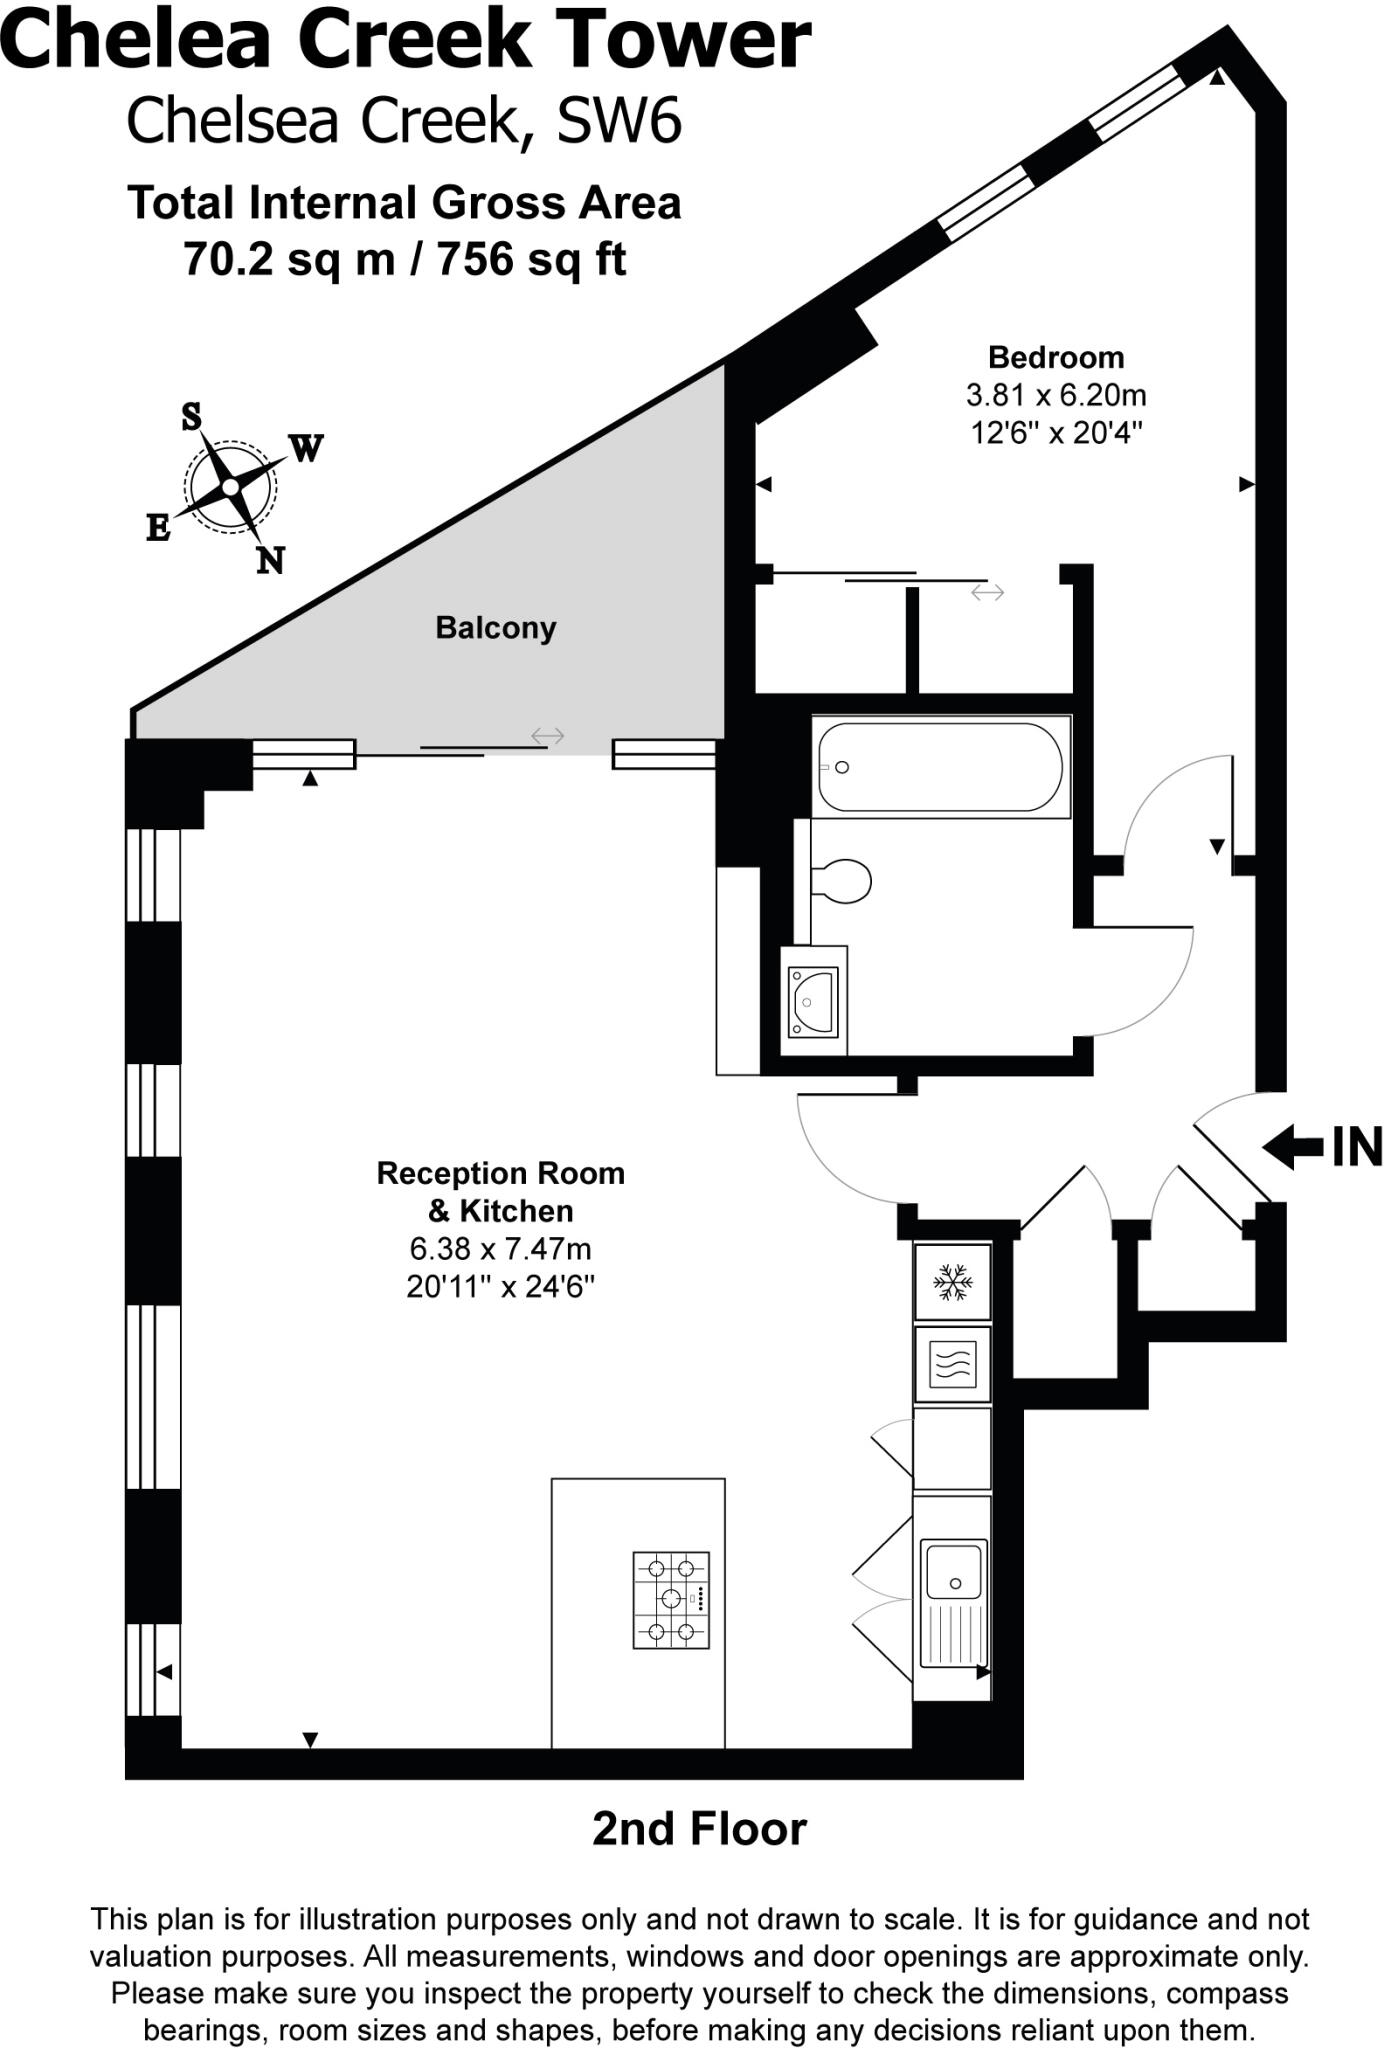 Chelea Creek Tower
Chelsea Creek, SW6
Total Internal Gross Area
70.2 sq m / 756 sq ft
Bedroom
3.81 x 6.20m
12'6" x 20'4"
S
W
E
N
Balcony
IN
Reception Room
& Kitchen
6.38 x 7.47m
20'11" x 24'6"
2nd Floor
This plan is for illustration purposes only and not drawn to scale. It is for guidance and not
valuation purposes. All measurements, windows and door openings are approximate only.
Please make sure you inspect the property yourself to check the dimensions, compass
bearings, room sizes and shapes, before making any decisions reliant upon them.